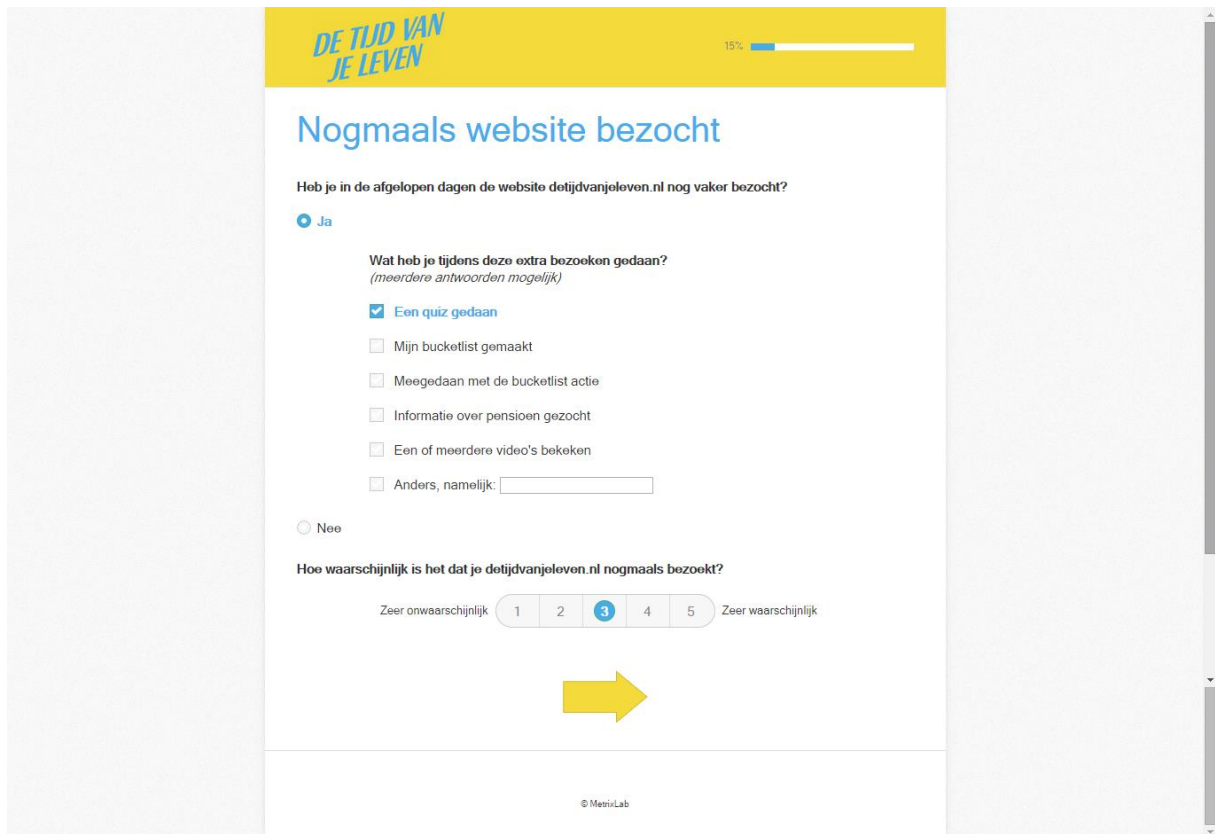 DE TIJD VAN
JE LEVEN
15%
Nogmaals website bezocht
Heb je in de afgelopen dagen de website detijdvanjeleven.nl nog vaker bezocht?
Ja
Wat heb je tijdens deze extra bezoeken gedaan?
(meerdere antwoorden mogelijk)
Een quiz gedaan
Mijn bucketlist gemaakt
Meegedaan met de bucketlist actie
Informatie over pensioen gezocht
Een of meerdere video's bekeken
Anders, namelijk:
Nee
Hoe waarschijnlijk is het dat je detijdvanjeleven.nl nogmaals bezoekt?
Zeer onwaarschijnlijk 1 2 3 4 5 Zeer waarschijnlijk
© MetrixLab